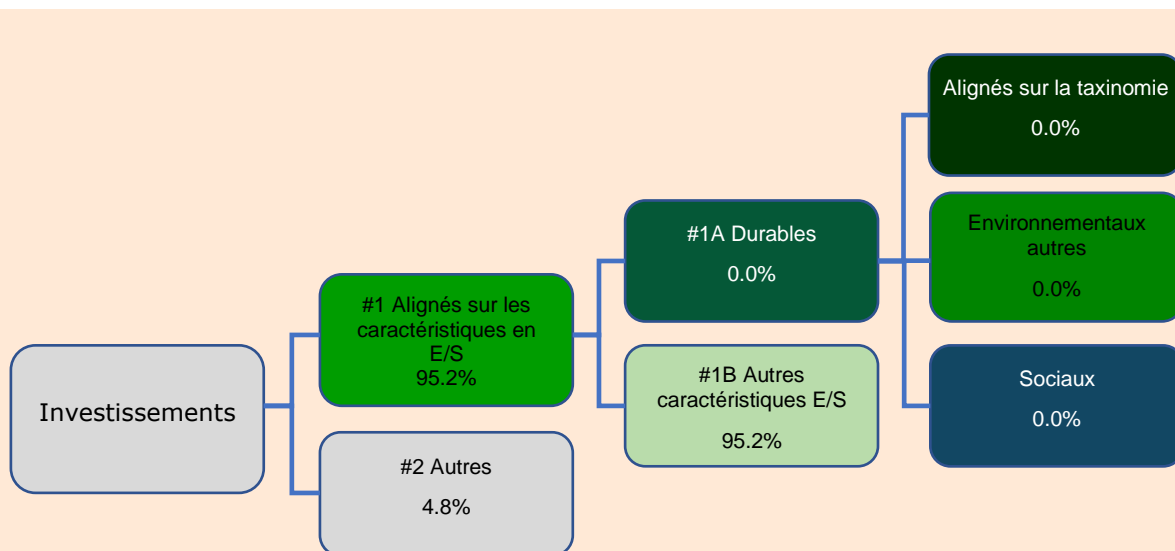 Investissements
#1 Alignés sur les
caractéristiques en
E/S
95.2%
#2 Autres
4.8%
#1A Durables
0.0%
#1B Autres
caractéristiques E/S
95.2%
Alignés sur la taxinomie
0.0%
Environnementaux
autres
0.0%
Sociaux
0.0%